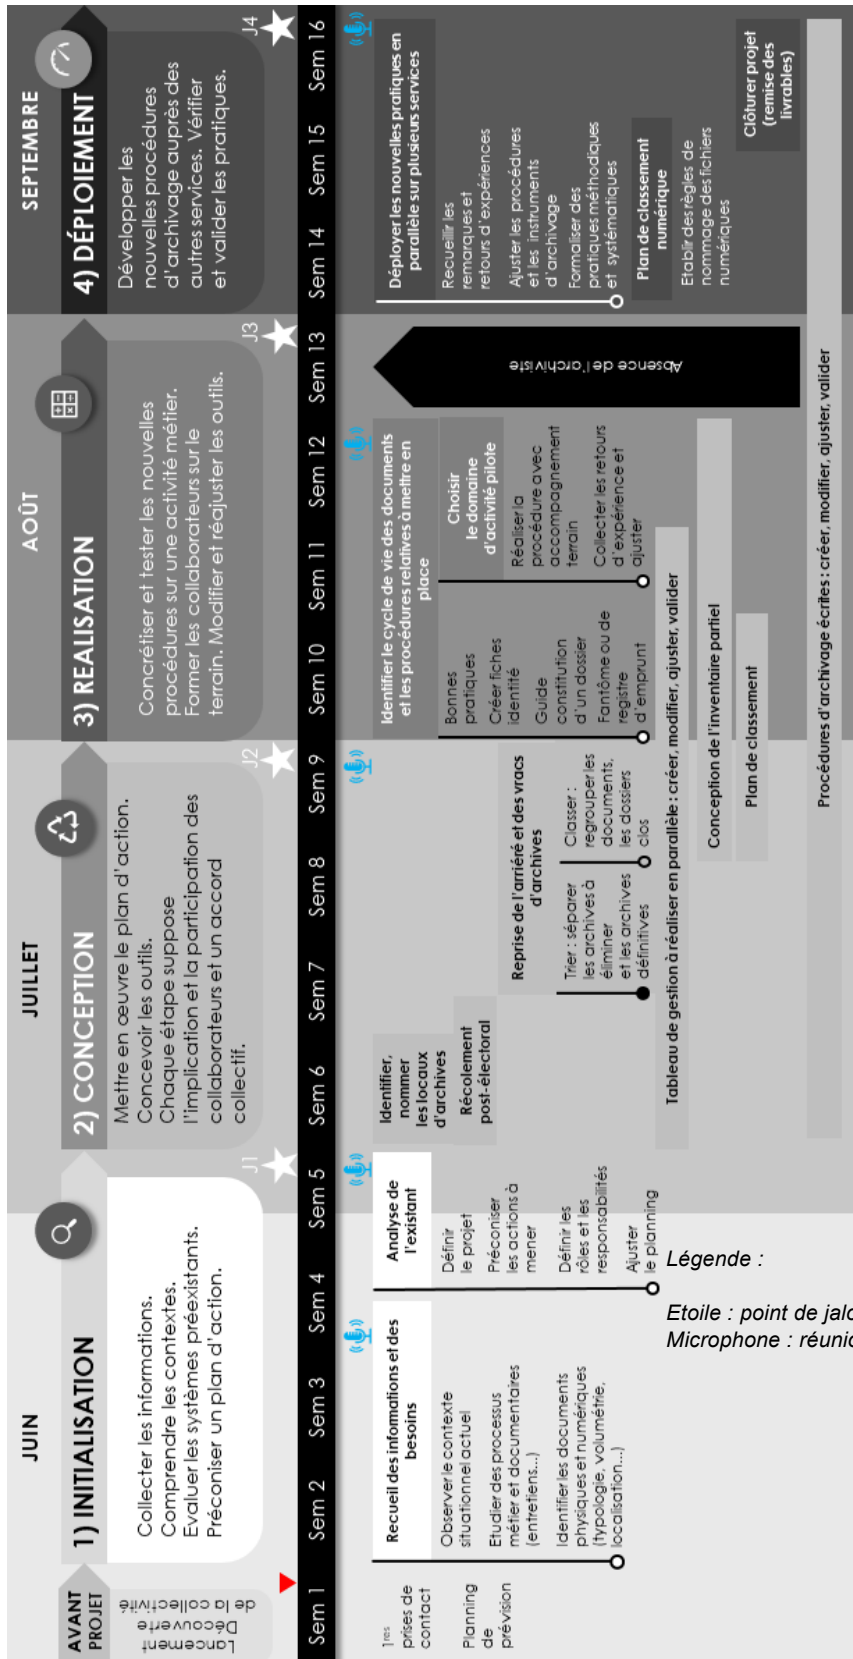 JUIN
JUILLET
AOÛT
SEPTEMBRE
AVANT
PROJET
Lancement
Découverte
de la collectivité
1) INITIALISATION
Collecter les informations.
Comprendre les contextes.
Evaluer les systèmes préexistants.
Préconiser un plan d'action.
J1
2) CONCEPTION
Mettre en œuvre le plan d'action.
Concevoir les outils.
Chaque étape suppose
l'implication et la participation des
collaborateurs et un accord
collectif.
J2
3) REALISATION
Concrétiser et tester les nouvelles
procédures sur une activité métier.
Former les collaborateurs sur le
terrain. Modifier et réajuster les outils.
J3
4) DÉPLOIEMENT
Développer les
nouvelles procédures
d'archivage auprès des
autres services. Vérifier
et valider les pratiques.
J4
Sem 1
Sem 2
Sem 3
Sem 4
Sem 5
Sem 6
Sem 7
Sem 8
Sem 9
Sem 10
Sem 11
Sem 12
Sem 13
Sem 14
Sem 15
Sem 16
1res
prises de
contact
Planning
de
prévision
Recueil des informations et des
besoins
Observer le contexte
situationnel actuel
Etudier des processus
métier et documentaires
(entretiens...)
Identifier les documents
physiques et numériques
(typologie, volumétrie,
localisation...)
Analyse de
l'existant
Définir
le projet
Préconiser
les actions à
mener
Définir les
rôles et les
responsabilités
Ajuster
le planning
Identifier,
nommer
les locaux
d'archives
Récolement
post-électoral
Reprise de l'arriéré et des vracs
d'archives
Trier : séparer
les archives à
éliminer
et les archives
définitives
Classer :
regrouper les
documents,
les dossiers
clos
Identifier le cycle de vie des documents
et les procédures relatives à mettre en
place
Bonnes
pratiques
Créer fiches
identité
Guide
constitution
d'un dossier
Fantôme ou de
registre
d'emprunt
Choisir
le domaine
d'activité pilote
Réaliser la
procédure avec
accompagnement
terrain
Collecter les retours
d'expérience et
ajuster
Absence de l'archiviste
Déployer les nouvelles pratiques en
parallèle sur plusieurs services
Recueillir les
remarques et
retours d'expériences
Ajuster les procédures
et les instruments
d'archivage
Formaliser des
pratiques méthodiques
et systématiques
Plan de classement
numérique
Etablir des règles de
nommage des fichiers
numériques
Clôturer projet
(remise des
livrables)
Tableau de gestion à réaliser en parallèle : créer, modifier, ajuster, valider
Conception de l'inventaire partiel
Plan de classement
Procédures d'archivage écrites : créer, modifier, ajuster, valider
Légende :
Etoile : point de jalo
Microphone : réunio